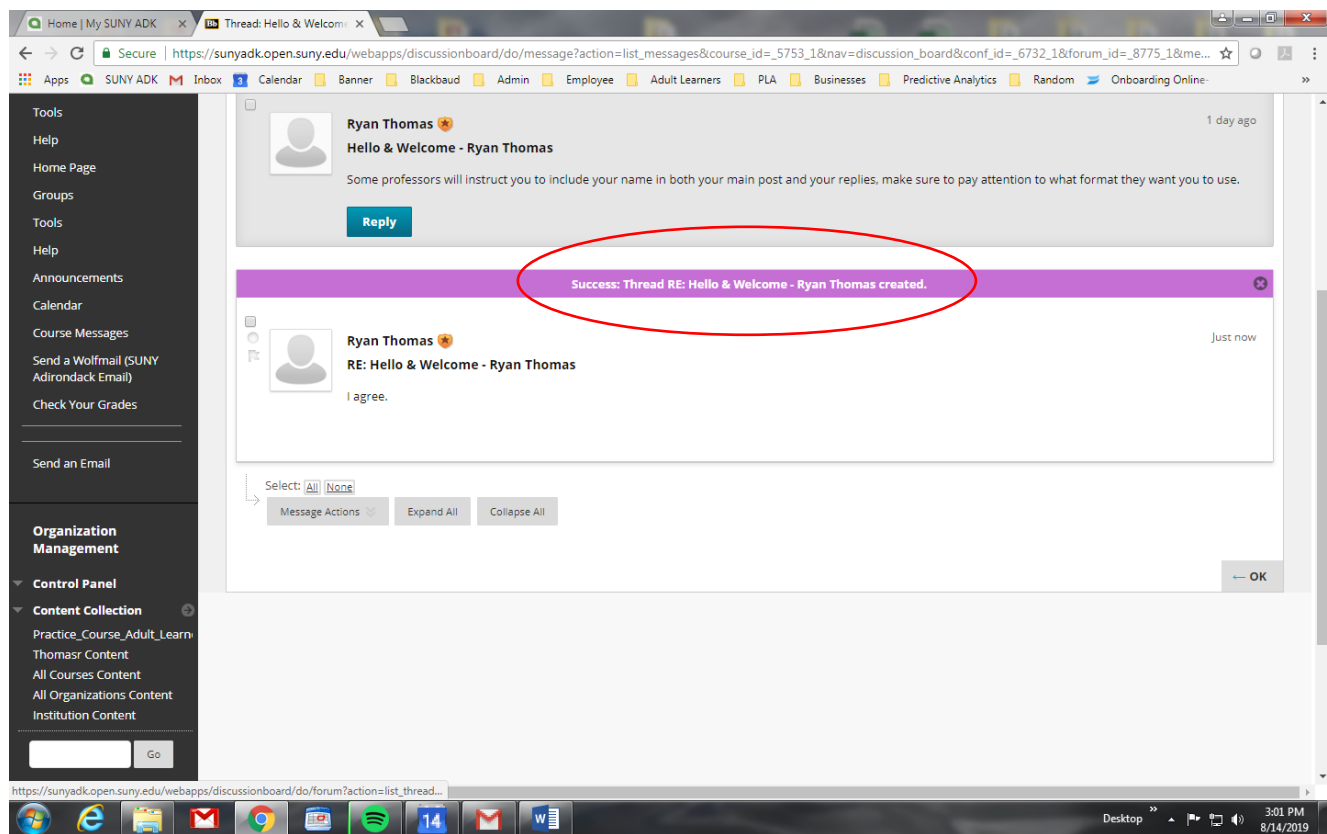 Home | My SUNY ADK
Bb Thread: Hello & Welcom
Secure | https://sunyadk.open.suny.edu/webapps/discussionboard/do/message?action=list_messages&course_id=_5753_1&nav=discussion_board&conf_id=_6732_1&forum_id=_8775_1&me...
Apps SUNY ADK Inbox 3 Calendar Banner Blackbaud Admin Employee Adult Learners PLA Businesses Predictive Analytics Random Onboarding Online- »
Tools
Help
Home Page
Groups
Tools
Help
Announcements
Calendar
Course Messages
Send a Wolfmail (SUNY
Adirondack Email)
Check Your Grades
Send an Email
Organization
Management
Control Panel
Content Collection
Practice_Course_Adult_Learn
Thomasr Content
All Courses Content
All Organizations Content
Institution Content
Go
Ryan Thomas
1 day ago
Hello & Welcome - Ryan Thomas
Some professors will instruct you to include your name in both your main post and your replies, make sure to pay attention to what format they want you to use.
Reply
Success: Thread RE: Hello & Welcome - Ryan Thomas created.
Ryan Thomas
Just now
RE: Hello & Welcome - Ryan Thomas
I agree.
Select: All None
Message Actions Expand All Collapse All
← OK
https://sunyadk.open.suny.edu/webapps/discussionboard/do/forum?action=list_thread...
14
W
Desktop »
3:01 PM
8/14/2019